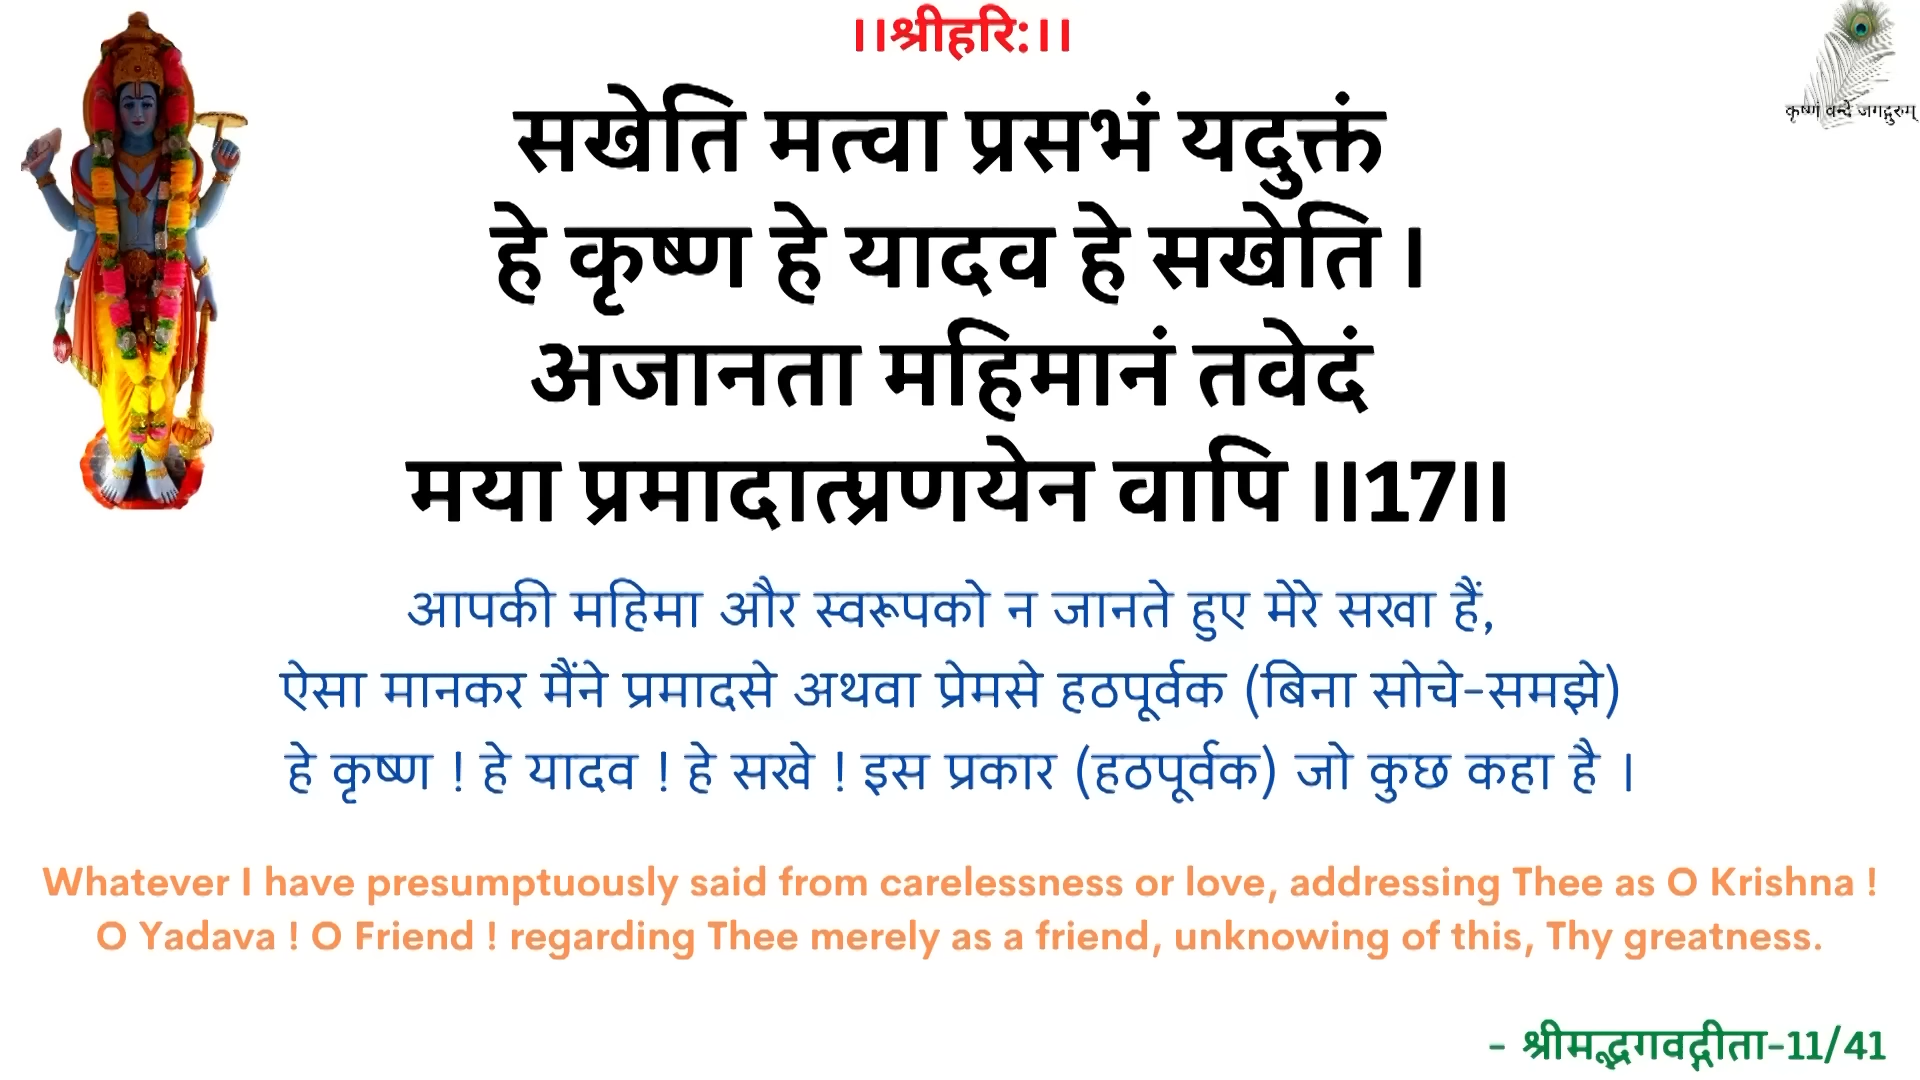 ।।श्रीहरि:।।
कृष्णं वन्दे जगद्गुरुम्
सखेति मत्वा प्रसभं यदुक्तं
हे कृष्ण हे यादव हे सखेति ।
अजानता महिमानं तवेदं
मया प्रमादात्प्रणयेन वापि ।।17।।
आपकी महिमा और स्वरूपको न जानते हुए मेरे सखा हैं,
ऐसा मानकर मैंने प्रमादसे अथवा प्रेमसे हठपूर्वक (बिना सोचे-समझे)
हे कृष्ण ! हे यादव ! हे सखे ! इस प्रकार (हठपूर्वक) जो कुछ कहा है ।
Whatever I have presumptuously said from carelessness or love, addressing Thee as O Krishna !
O Yadava ! O Friend ! regarding Thee merely as a friend, unknowing of this, Thy greatness.
- श्रीमद्भगवद्गीता-11/41